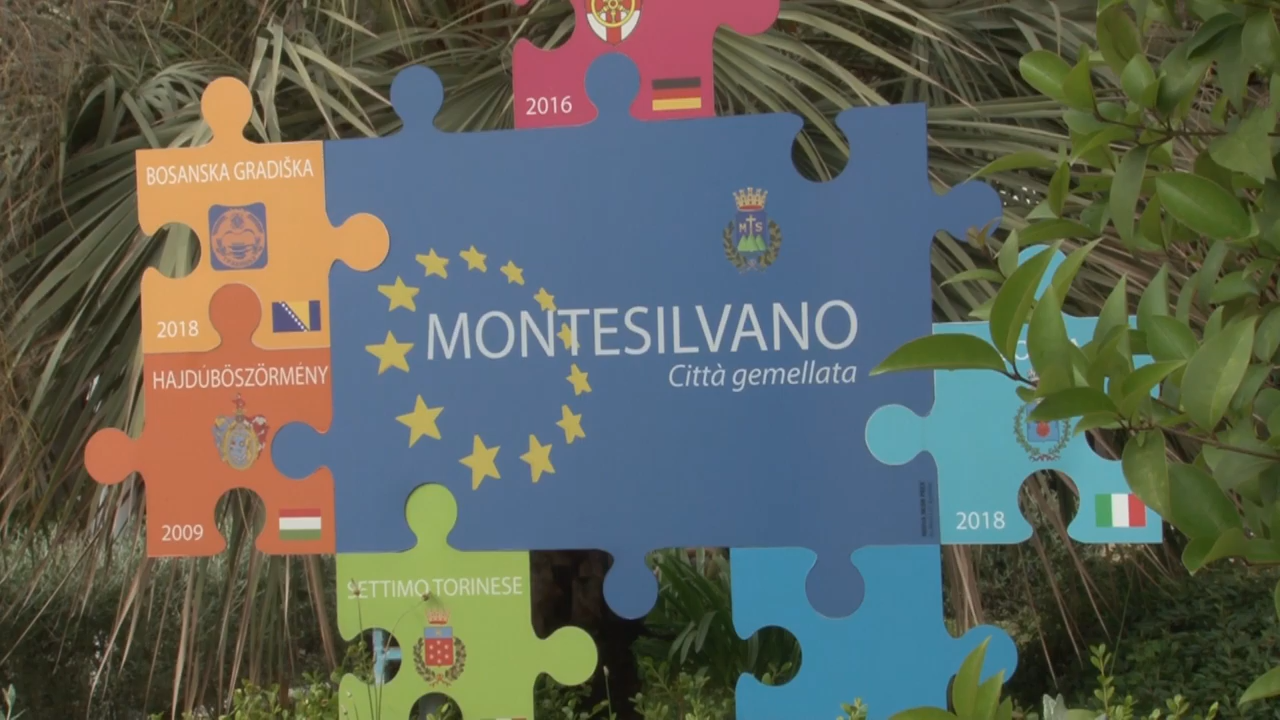 2016
BOSANSKA GRADIŠKA
2018
HAJDÚBÖSZÖRMÉNY
2009
M S
MONTESILVANO
Città gemellata
2018
SETTIMO TORINESE